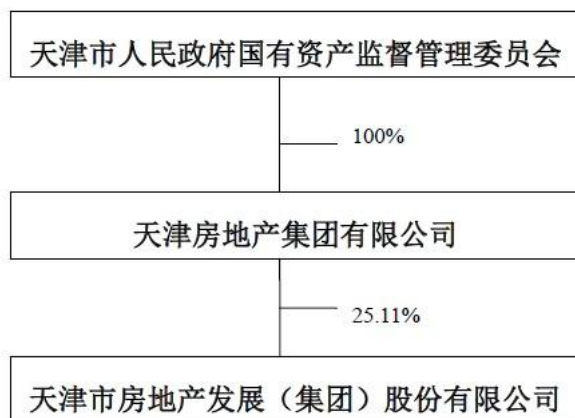 天津市人民政府国有资产监督管理委员会
100%
天津房地产集团有限公司
25.11%
天津市房地产发展（集团）股份有限公司